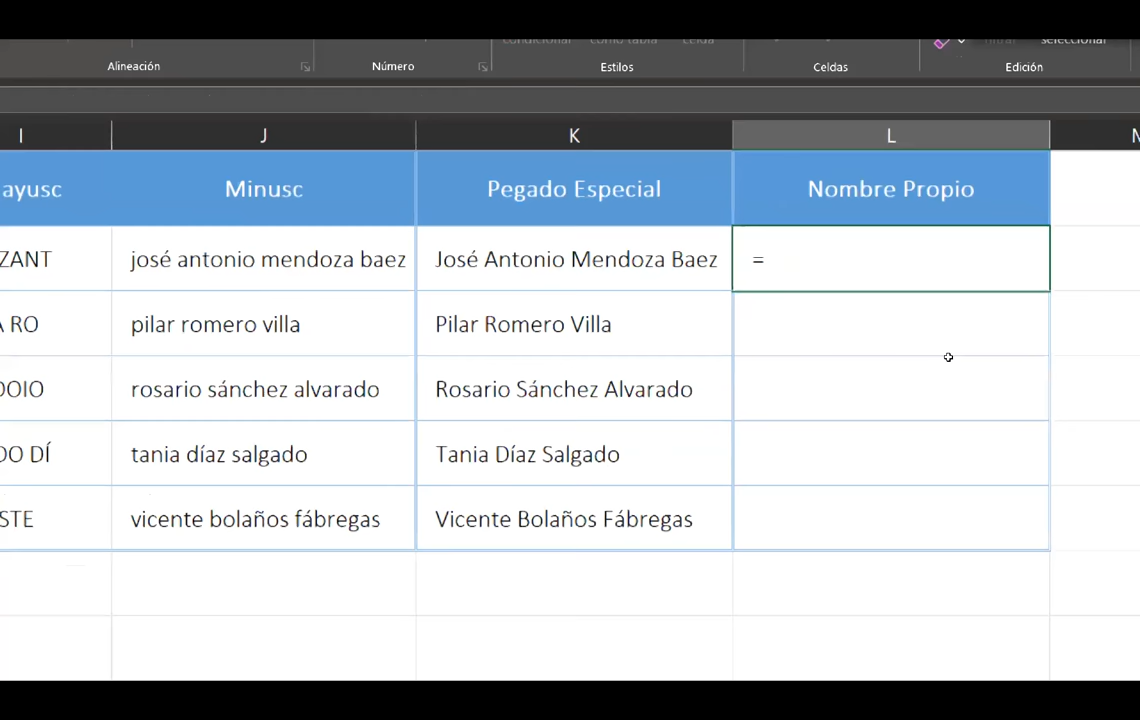 Alineación Número Estilos Celdas Edición
I J K L
ayusc Minusc Pegado Especial Nombre Propio
ZANT josé antonio mendoza baez José Antonio Mendoza Baez =
A RO pilar romero villa Pilar Romero Villa
DOIO rosario sánchez alvarado Rosario Sánchez Alvarado
DO DÍ tania díaz salgado Tania Díaz Salgado
STE vicente bolaños fábregas Vicente Bolaños Fábregas